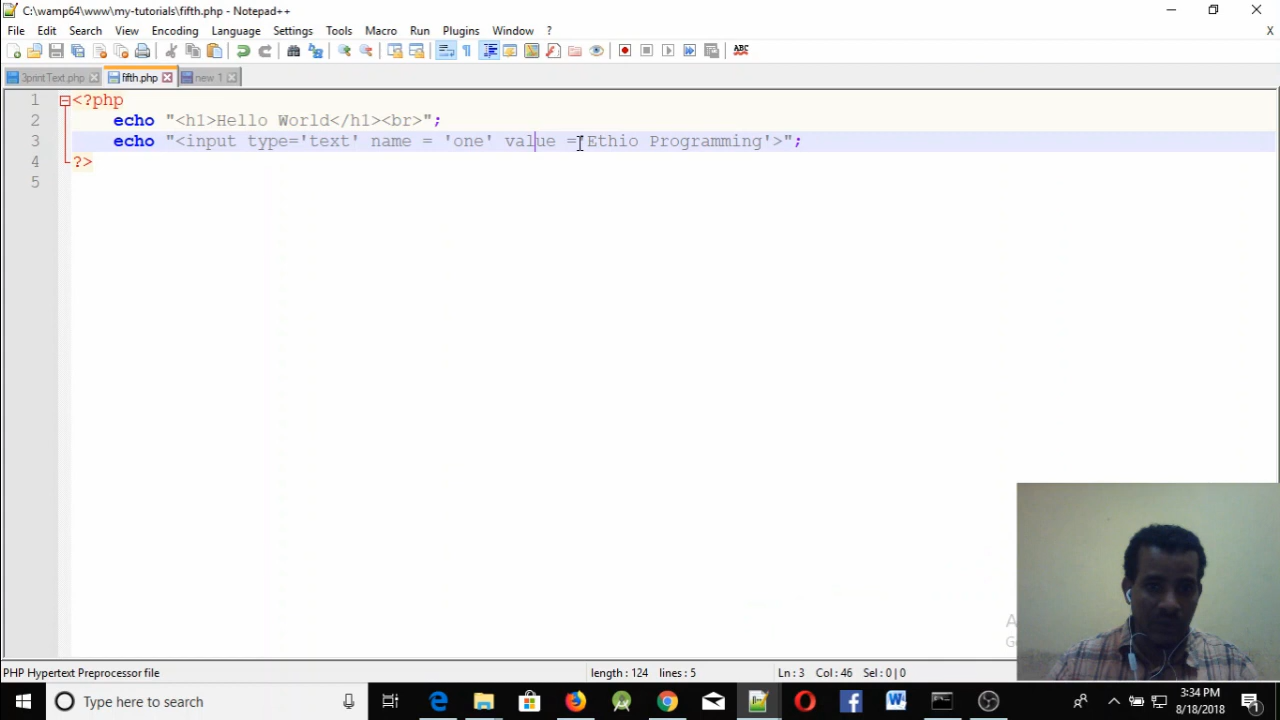 C:\wamp64\www\my-tutorials\fifth.php - Notepad++
File Edit Search View Encoding Language Settings Tools Macro Run Plugins Window ? X
ABC
3printText.php fifth.php new 1
1 <?php
2 echo "<h1>Hello World</h1><br>";
3 echo "<input type='text' name = 'one' value ='Ethio Programming'>";
4 ?>
5
PHP Hypertext Preprocessor file length : 124 lines : 5 Ln : 3 Col : 46 Sel : 0 | 0
Type here to search
3:34 PM
8/18/2018